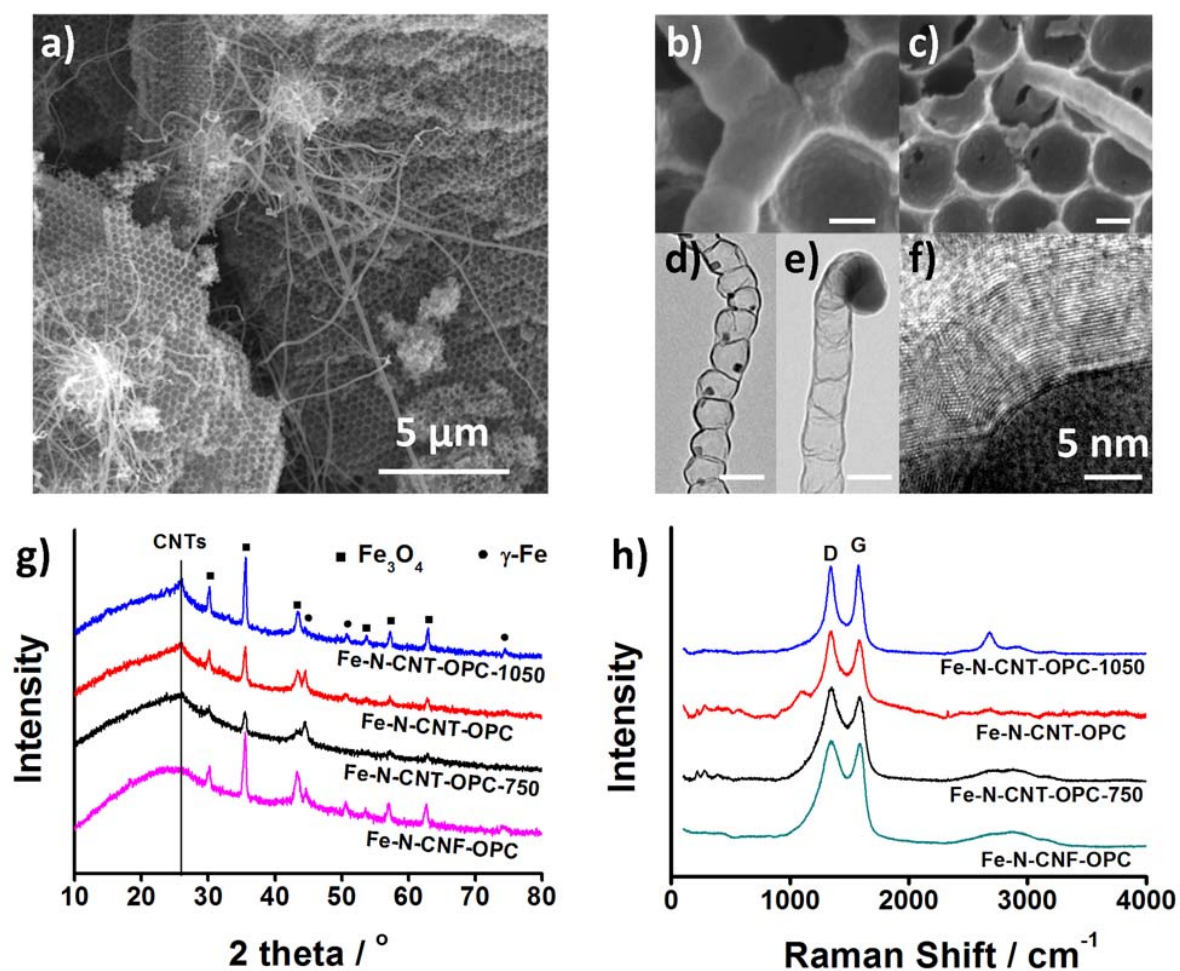 a)
5 µm
b)
c)
d)
e)
f)
5 nm
g)
CNTs
■ Fe₃O₄
● γ-Fe
Fe-N-CNT-OPC-1050
Fe-N-CNT-OPC
Fe-N-CNT-OPC-750
Fe-N-CNF-OPC
Intensity
10 20 30 40 50 60 70 80
2 theta / °
h)
D
G
Fe-N-CNT-OPC-1050
Fe-N-CNT-OPC
Fe-N-CNT-OPC-750
Fe-N-CNF-OPC
Intensity
0 1000 2000 3000 4000
Raman Shift / cm⁻¹